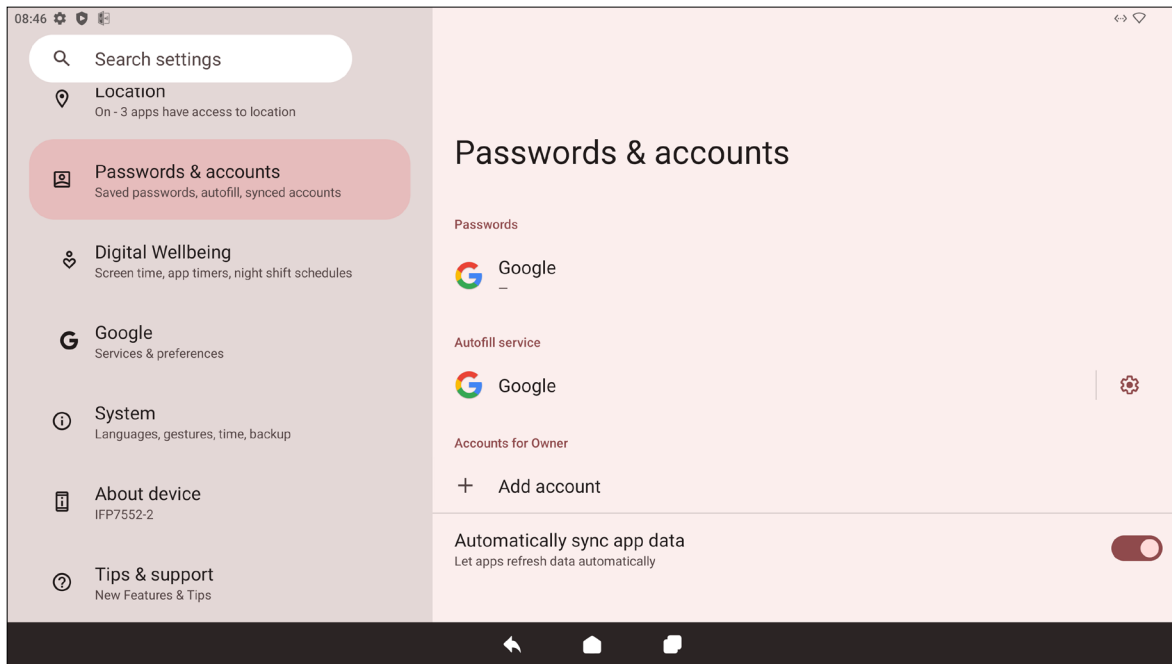 08:46
Search settings
Location
On - 3 apps have access to location
Passwords & accounts
Saved passwords, autofill, synced accounts
Digital Wellbeing
Screen time, app timers, night shift schedules
Google
Services & preferences
System
Languages, gestures, time, backup
About device
IFP7552-2
Tips & support
New Features & Tips
Passwords & accounts
Passwords
Google
–
Autofill service
Google
Accounts for Owner
+ Add account
Automatically sync app data
Let apps refresh data automatically